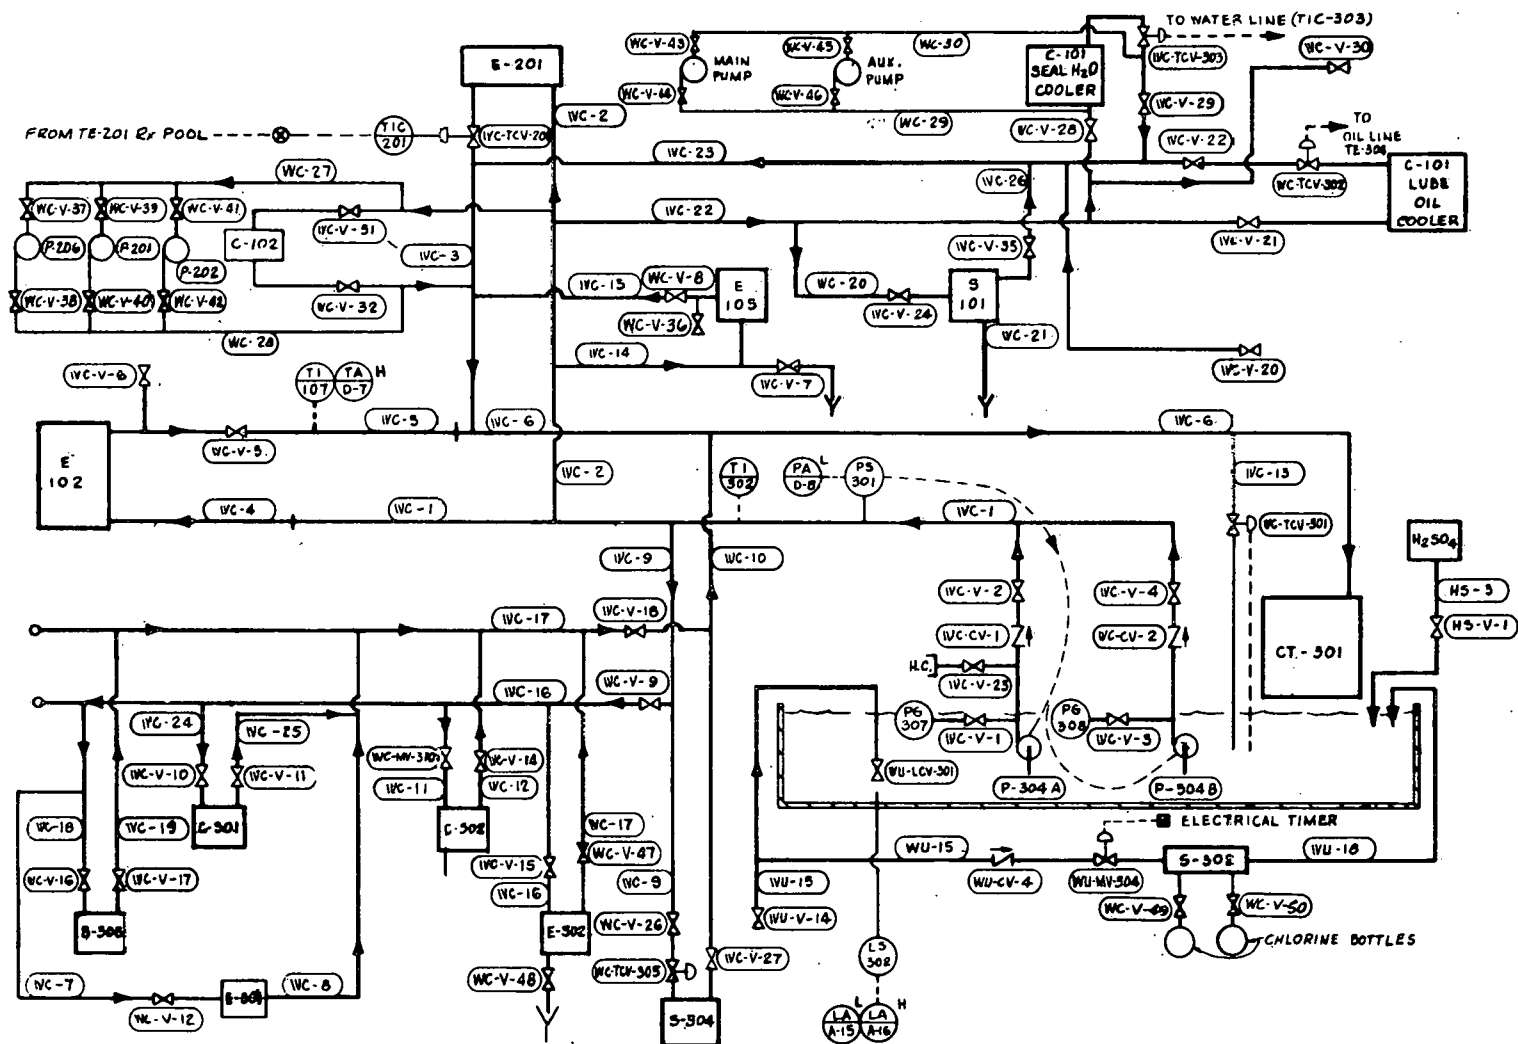 TO WATER LINE (TIC-303)
WC-V-30
WC-V-43
WC-V-45
WC-30
E-201
MAIN PUMP
AUX. PUMP
C-101
SEAL H2O
COOLER
WC-TCV-303
WC-V-44
WC-V-46
WC-29
WC-2
WC-V-29
WC-V-28
WC-V-22
TO
OIL LINE
TE-304
FROM TE-201 Rx POOL
TIC
201
WC-23
WC-TCV-302
C-101
LUBE
OIL
COOLER
WC-27
WC-26
WC-V-37
WC-V-39
WC-V-41
WC-V-31
WC-22
WC-V-21
P-206
P-201
P-202
C-102
WC-3
WC-V-35
WC-V-38
WC-V-40
WC-V-42
WC-V-32
WC-15
WC-V-8
E
105
WC-20
WC-V-24
S
101
WC-V-36
WC-28
WC-14
WC-V-7
WC-21
WC-V-20
WC-V-6
TI
107
TA
D-7
H
WC-5
WC-6
WC-6
WC-V-5
E
102
WC-2
TI
302
PA
D-8
L
PS
301
WC-13
WC-4
WC-1
WC-1
WC-TCV-301
H2SO4
WC-9
WC-10
WC-V-2
WC-V-4
HS-3
WC-17
WC-V-18
WC-CV-1
WC-CV-2
HS-V-1
CT.-301
H.C.
WC-V-25
WC-16
WC-V-9
WC-24
WC-25
PG
307
WC-V-1
PG
308
WC-V-3
WC-V-10
WC-V-11
WC-MV-310
WC-V-14
WC-11
WC-12
WU-LCV-301
P-304A
P-304B
WC-18
WC-19
C-301
C-302
WC-17
WC-V-47
ELECTRICAL TIMER
WU-15
S-302
WU-18
WC-V-16
WC-V-17
WC-V-15
WC-16
WC-9
WU-15
WU-CV-4
WU-MV-304
WC-V-49
WC-V-50
WC-V-26
WU-V-14
E-302
CHLORINE BOTTLES
WC-7
WC-8
WC-V-48
WC-TCV-305
WC-V-27
LS
302
WC-V-12
S-304
L
LA
A-15
LA
A-16
H